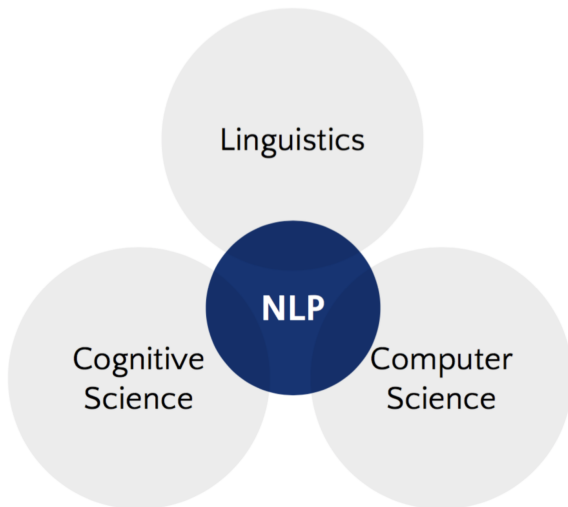 Linguistics
NLP
Cognitive
Science
Computer
Science